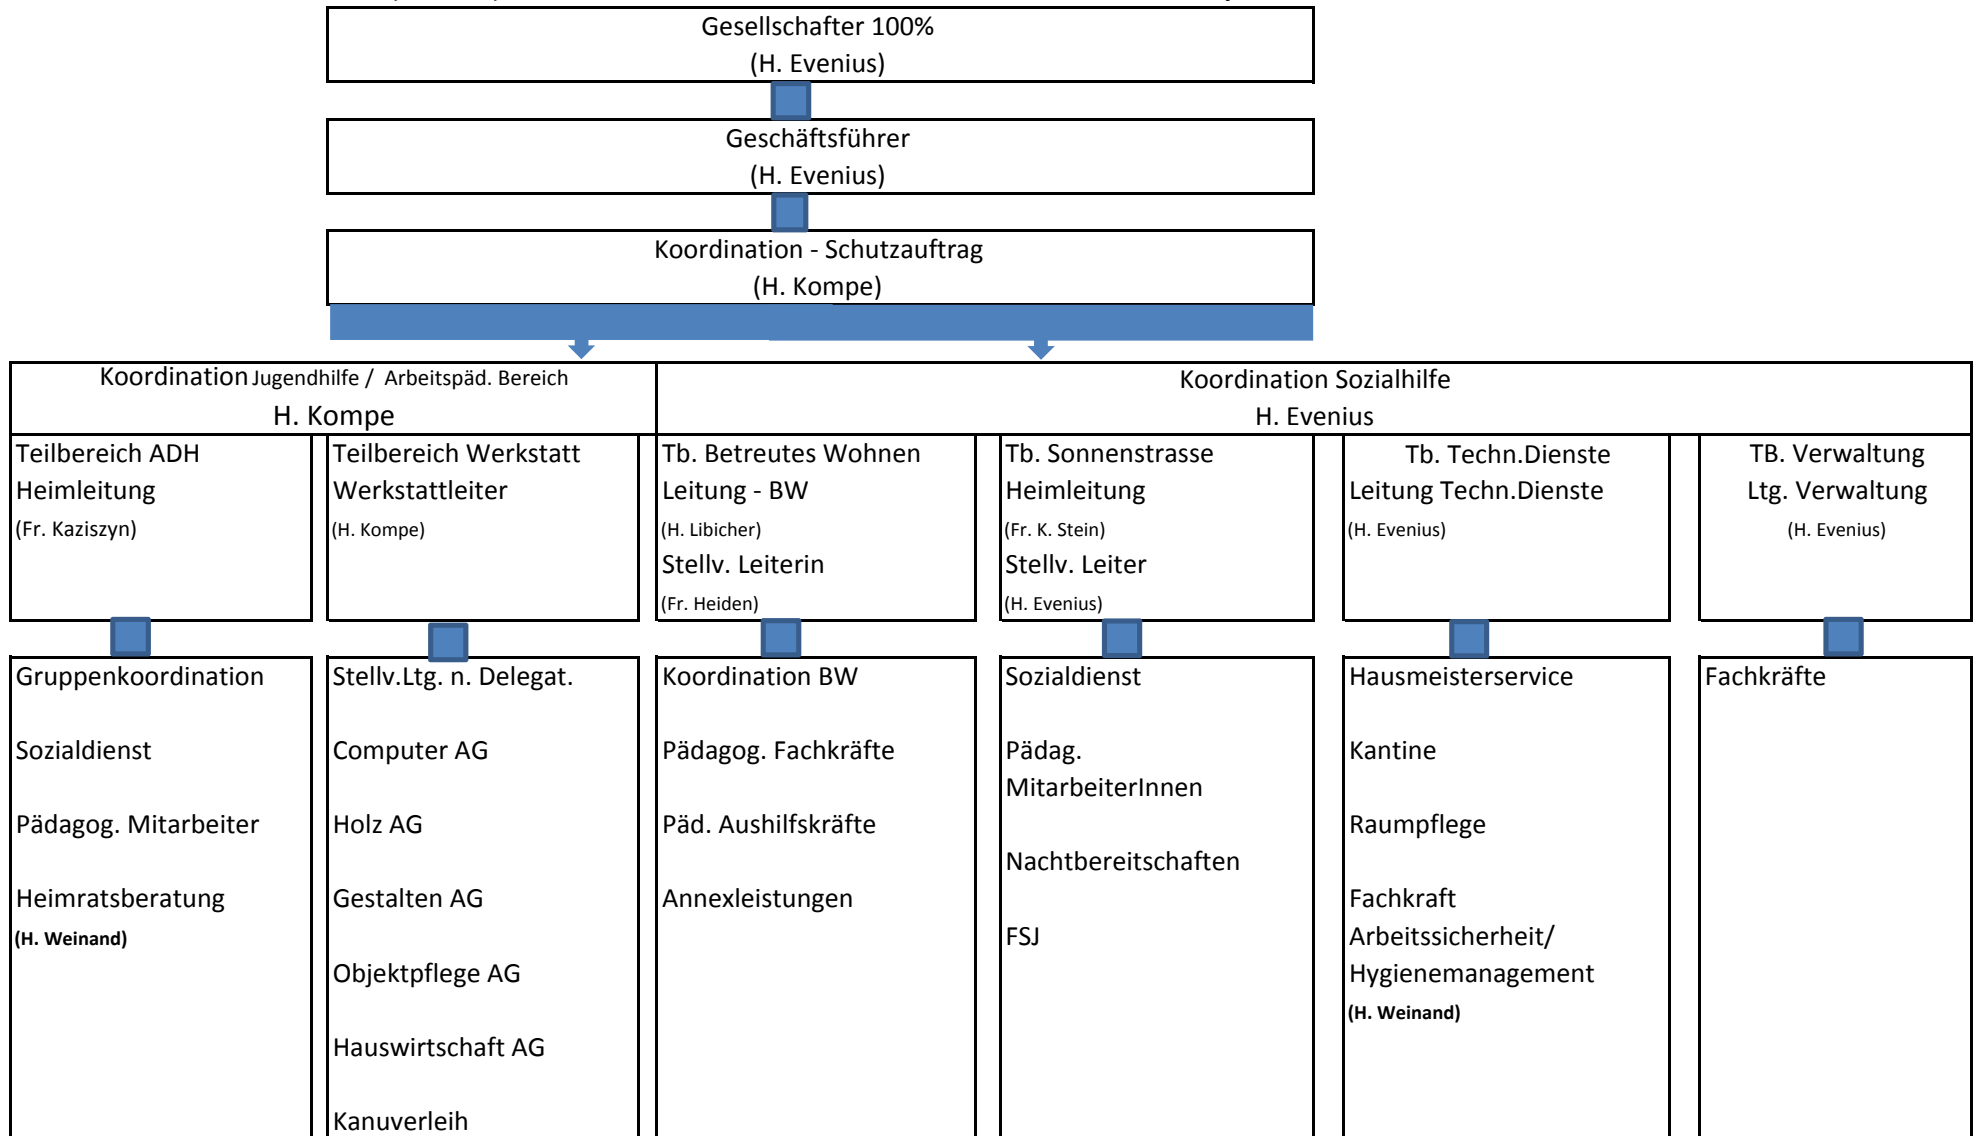 Gesellschafter 100%
(H. Evenius)
Geschäftsführer
(H. Evenius)
Koordination - Schutzauftrag
(H. Kompe)
Koordination Jugendhilfe / Arbeitspäd. Bereich
H. Kompe
Koordination Sozialhilfe
H. Evenius
Teilbereich ADH
Heimleitung
(Fr. Kaziszyn)
Teilbereich Werkstatt
Werkstattleiter
(H. Kompe)
Tb. Betreutes Wohnen
Leitung - BW
(H. Libicher)
Stellv. Leiterin
(Fr. Heiden)
Tb. Sonnenstrasse
Heimleitung
(Fr. K. Stein)
Stellv. Leiter
(H. Evenius)
Tb. Techn.Dienste
Leitung Techn.Dienste
(H. Evenius)
TB. Verwaltung
Ltg. Verwaltung
(H. Evenius)
Gruppenkoordination
Sozialdienst
Pädagog. Mitarbeiter
Heimratsberatung
(H. Weinand)
Stellv.Ltg. n. Delegat.
Computer AG
Holz AG
Gestalten AG
Objektpflege AG
Hauswirtschaft AG
Kanuverleih
Koordination BW
Pädagog. Fachkräfte
Päd. Aushilfskräfte
Annexleistungen
Sozialdienst
Pädag.
MitarbeiterInnen
Nachtbereitschaften
FSJ
Hausmeisterservice
Kantine
Raumpflege
Fachkraft
Arbeitssicherheit/
Hygienemanagement
(H. Weinand)
Fachkräfte